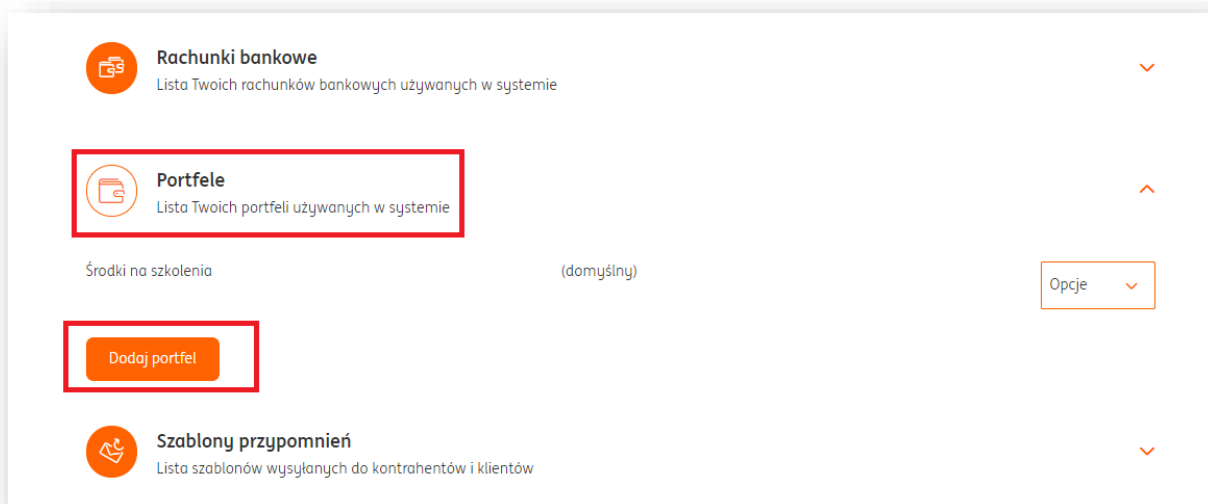 Rachunki bankowe
Lista Twoich rachunków bankowych używanych w systemie
Portfele
Lista Twoich portfeli używanych w systemie
Środki na szkolenia (domyślny) Opcje
Dodaj portfel
Szablony przypomnień
Lista szablonów wysyłanych do kontrahentów i klientów